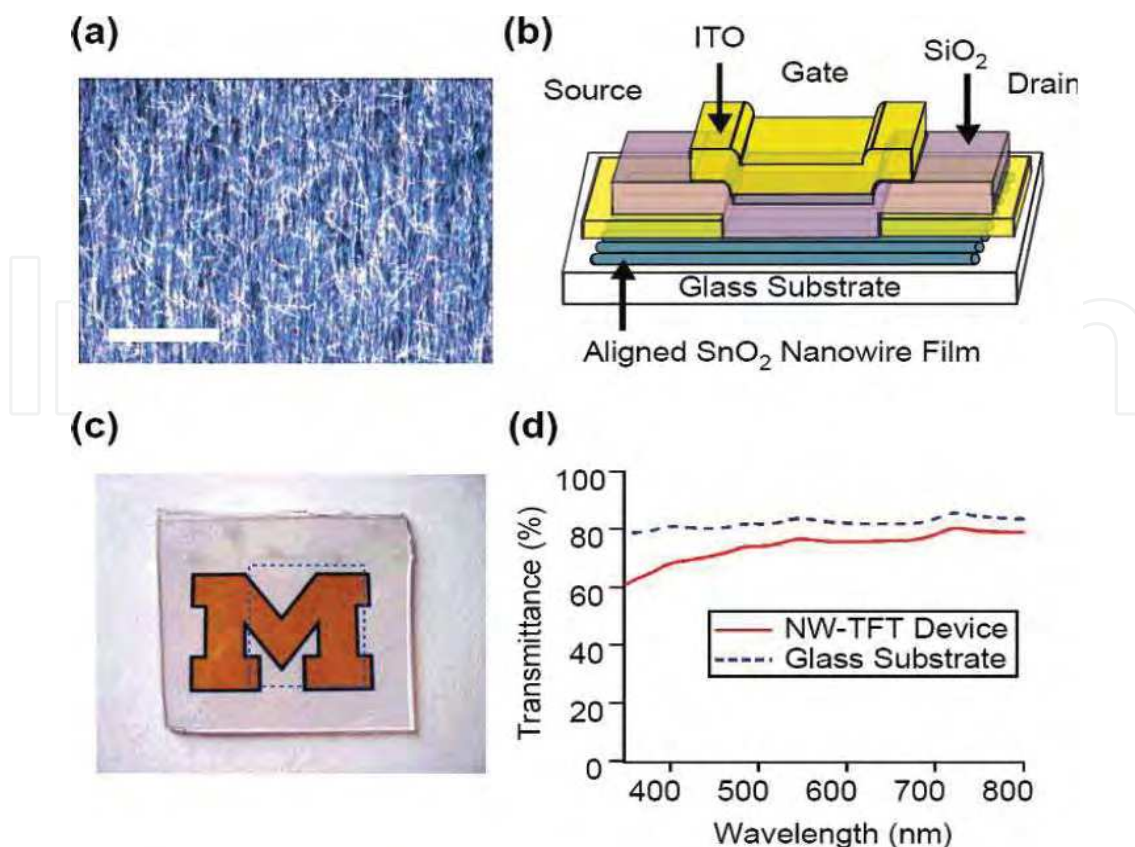 (a)
(b)
ITO
SiO₂
Gate
Source
Drain
Glass Substrate
Aligned SnO₂ Nanowire Film
(c)
M
(d)
100
80
60
40
20
0
Transmittance (%)
NW-TFT Device
Glass Substrate
400 500 600 700 800
Wavelength (nm)